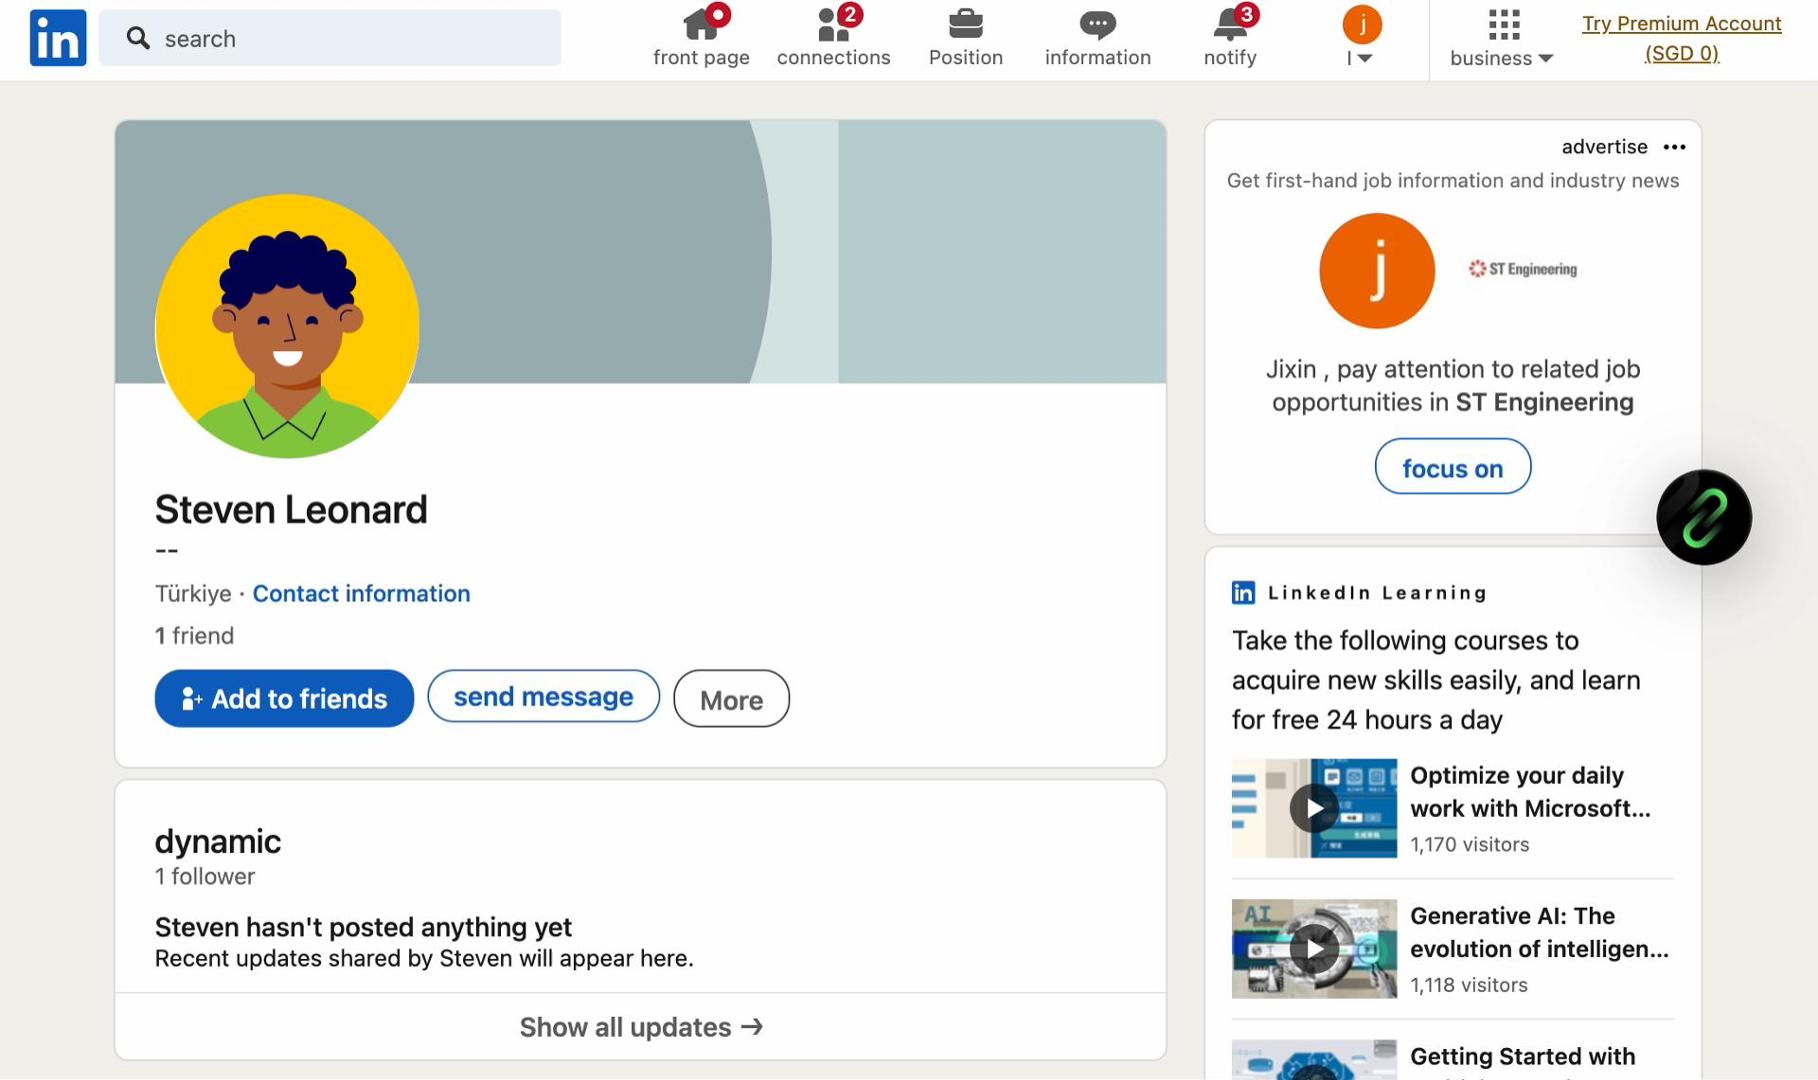 in
search
front page
2
connections
Position
information
3
notify
j
I
business
Try Premium Account
(SGD 0)
Steven Leonard
--
Türkiye · Contact information
1 friend
Add to friends
send message
More
dynamic
1 follower
Steven hasn't posted anything yet
Recent updates shared by Steven will appear here.
Show all updates →
advertise
Get first-hand job information and industry news
j
ST Engineering
Jixin , pay attention to related job
opportunities in ST Engineering
focus on
in LinkedIn Learning
Take the following courses to
acquire new skills easily, and learn
for free 24 hours a day
Optimize your daily
work with Microsoft...
1,170 visitors
AI
Generative AI: The
evolution of intelligen...
1,118 visitors
Getting Started with